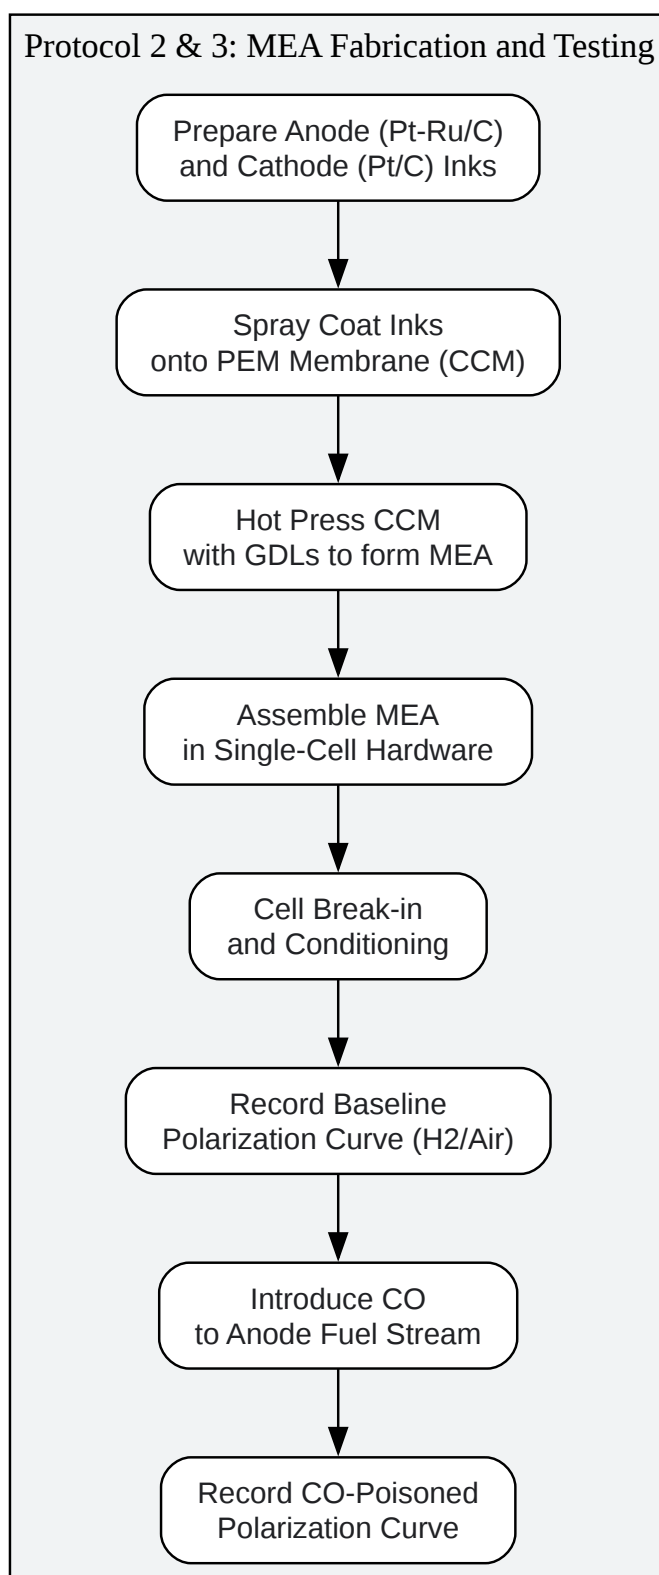 Protocol 2 & 3: MEA Fabrication and Testing
Prepare Anode (Pt-Ru/C)
and Cathode (Pt/C) Inks
Spray Coat Inks
onto PEM Membrane (CCM)
Hot Press CCM
with GDLs to form MEA
Assemble MEA
in Single-Cell Hardware
Cell Break-in
and Conditioning
Record Baseline
Polarization Curve (H2/Air)
Introduce CO
to Anode Fuel Stream
Record CO-Poisoned
Polarization Curve